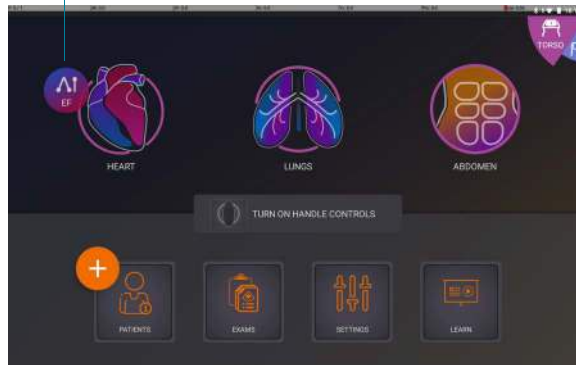 TORSO
EF
HEART
LUNGS
ABDOMEN
TURN ON HANDLE CONTROLS
PATIENTS
EXAMS
SETTINGS
LEARN